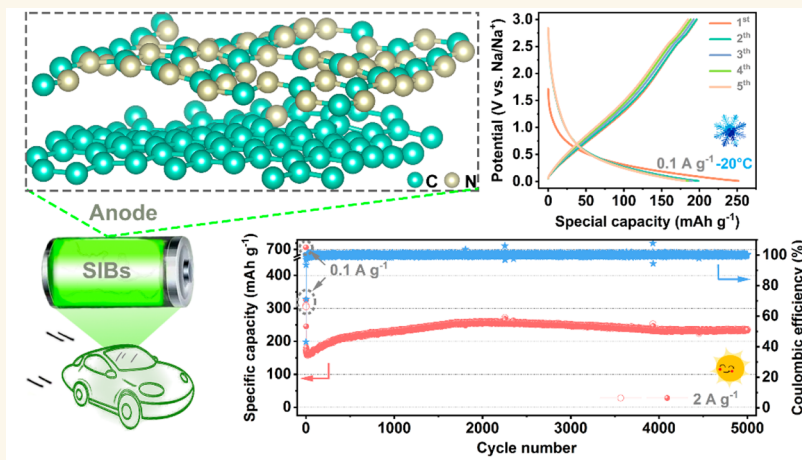 C N
Anode
SIBs
Potential (V vs. Na/Na⁺)
3.0
2.5
2.0
1.5
1.0
0.5
0.0
1ˢᵗ
2ᵗʰ
3ᵗʰ
4ᵗʰ
5ᵗʰ
0.1 A g⁻¹ -20°C
0 50 100 150 200 250
Special capacity (mAh g⁻¹)
Specific capacity (mAh g⁻¹)
700
400
300
200
100
0
0.1 A g⁻¹
2 A g⁻¹
100
80
60
40
20
0
Coulombic efficiency (%)
0 1000 2000 3000 4000 5000
Cycle number